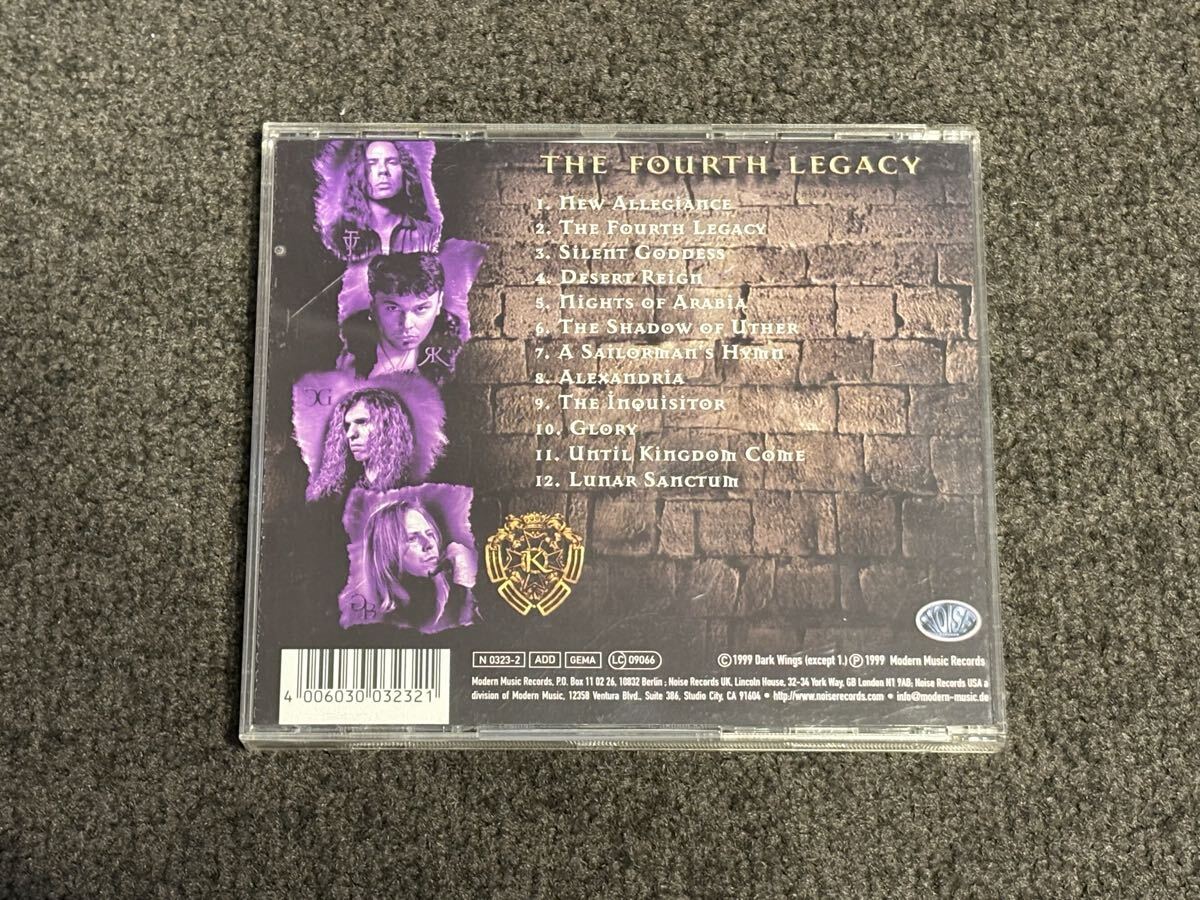 THE FOURTH LEGACY
1. New Allegiance
2. The Fourth Legacy
3. Silent Goddess
4. Desert Reign
5. Nights of Arabia
6. The Shadow of Uther
7. A Sailorman's Hymn
8. Alexandria
9. The Inquisitor
10. Glory
11. Until Kingdom Come
12. Lunar Sanctum
K
NOISE
4 006030 032321
N 0323-2 ADD GEMA LC 09066 ©1999 Dark Wings (except 1.) ℗ 1999 Modern Music Records
Modern Music Records, P.O. Box 11 02 26, 10832 Berlin ; Noise Records UK, Lincoln House, 32-34 York Way, GB London N1 9AB; Noise Records USA a
division of Modern Music, 12358 Ventura Blvd., Suite 386, Studio City, CA 91604 • http://www.noiserecords.com • info@modern-music.de